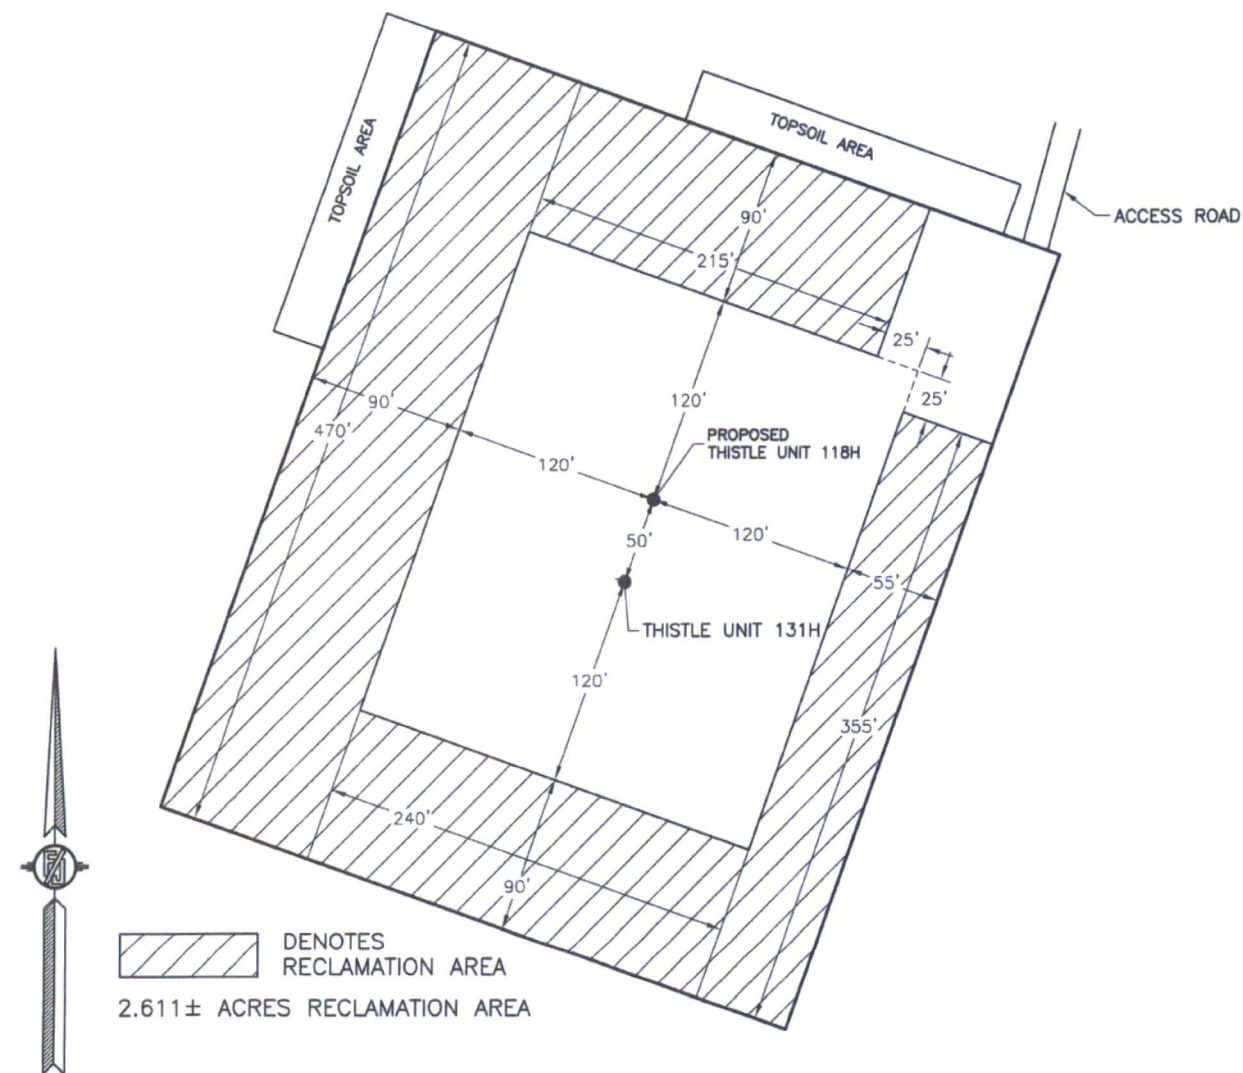 TOPSOIL AREA
TOPSOIL AREA
ACCESS ROAD
90'
215'
25'
25'
120'
90'
470'
PROPOSED
THISTLE UNIT 118H
120'
120'
50'
55'
THISTLE UNIT 131H
120'
355'
240'
90'
DENOTES
RECLAMATION AREA
2.611± ACRES RECLAMATION AREA